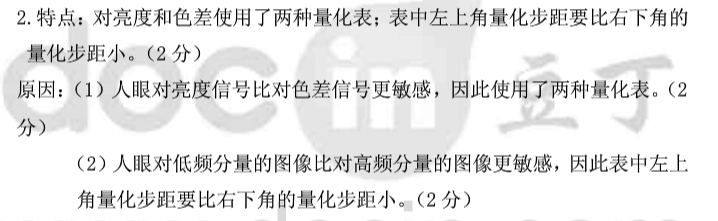 2.特点：对亮度和色差使用了两种量化表；表中左上角量化步距要比右下角的
量化步距小。（2 分）
原因：（1）人眼对亮度信号比对色差信号更敏感，因此使用了两种量化表。（2
分）
（2）人眼对低频分量的图像比对高频分量的图像更敏感，因此表中左上
角量化步距要比右下角的量化步距小。（2 分）
doc in 豆丁